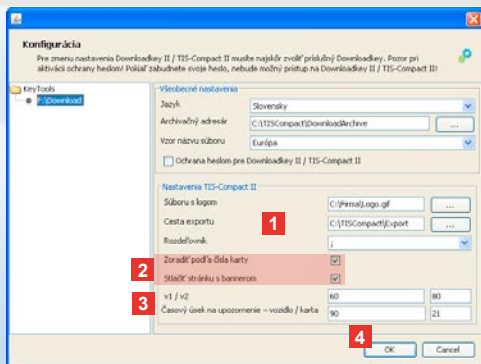 Konfigurácia
Pre zmenu nastavenia Downloadkey II / TIS-Compact II musíte najskôr zvoliť príslušný Downloadkey. Pozor pri
aktivácii ochrany heslom! Pokiaľ zabudnete svoje heslo, nebude možný prístup na Downloadkey II / TIS-Compact II!
KeyTools
F:\Download
Všeobecné nastavenia
Jazyk Slovensky
Archivačný adresár C:\TISCompact\DownloadArchive ...
Vzor názvu súboru Európa
Ochrana heslom pre Downloadkey II / TIS-Compact II
Nastavenia TIS-Compact II
Súboru s logom C:\Firma\Logo.gif ...
1
Cesta exportu C:\TISCompact\Export ...
Rozdeľovník ;
2
Zoradiť podľa čísla karty
Stlačiť stránku s bannerom
3
v1 / v2 60 80
Časový úsek na upozornenie – vozidlo / karta 90 21
4
OK Cancel